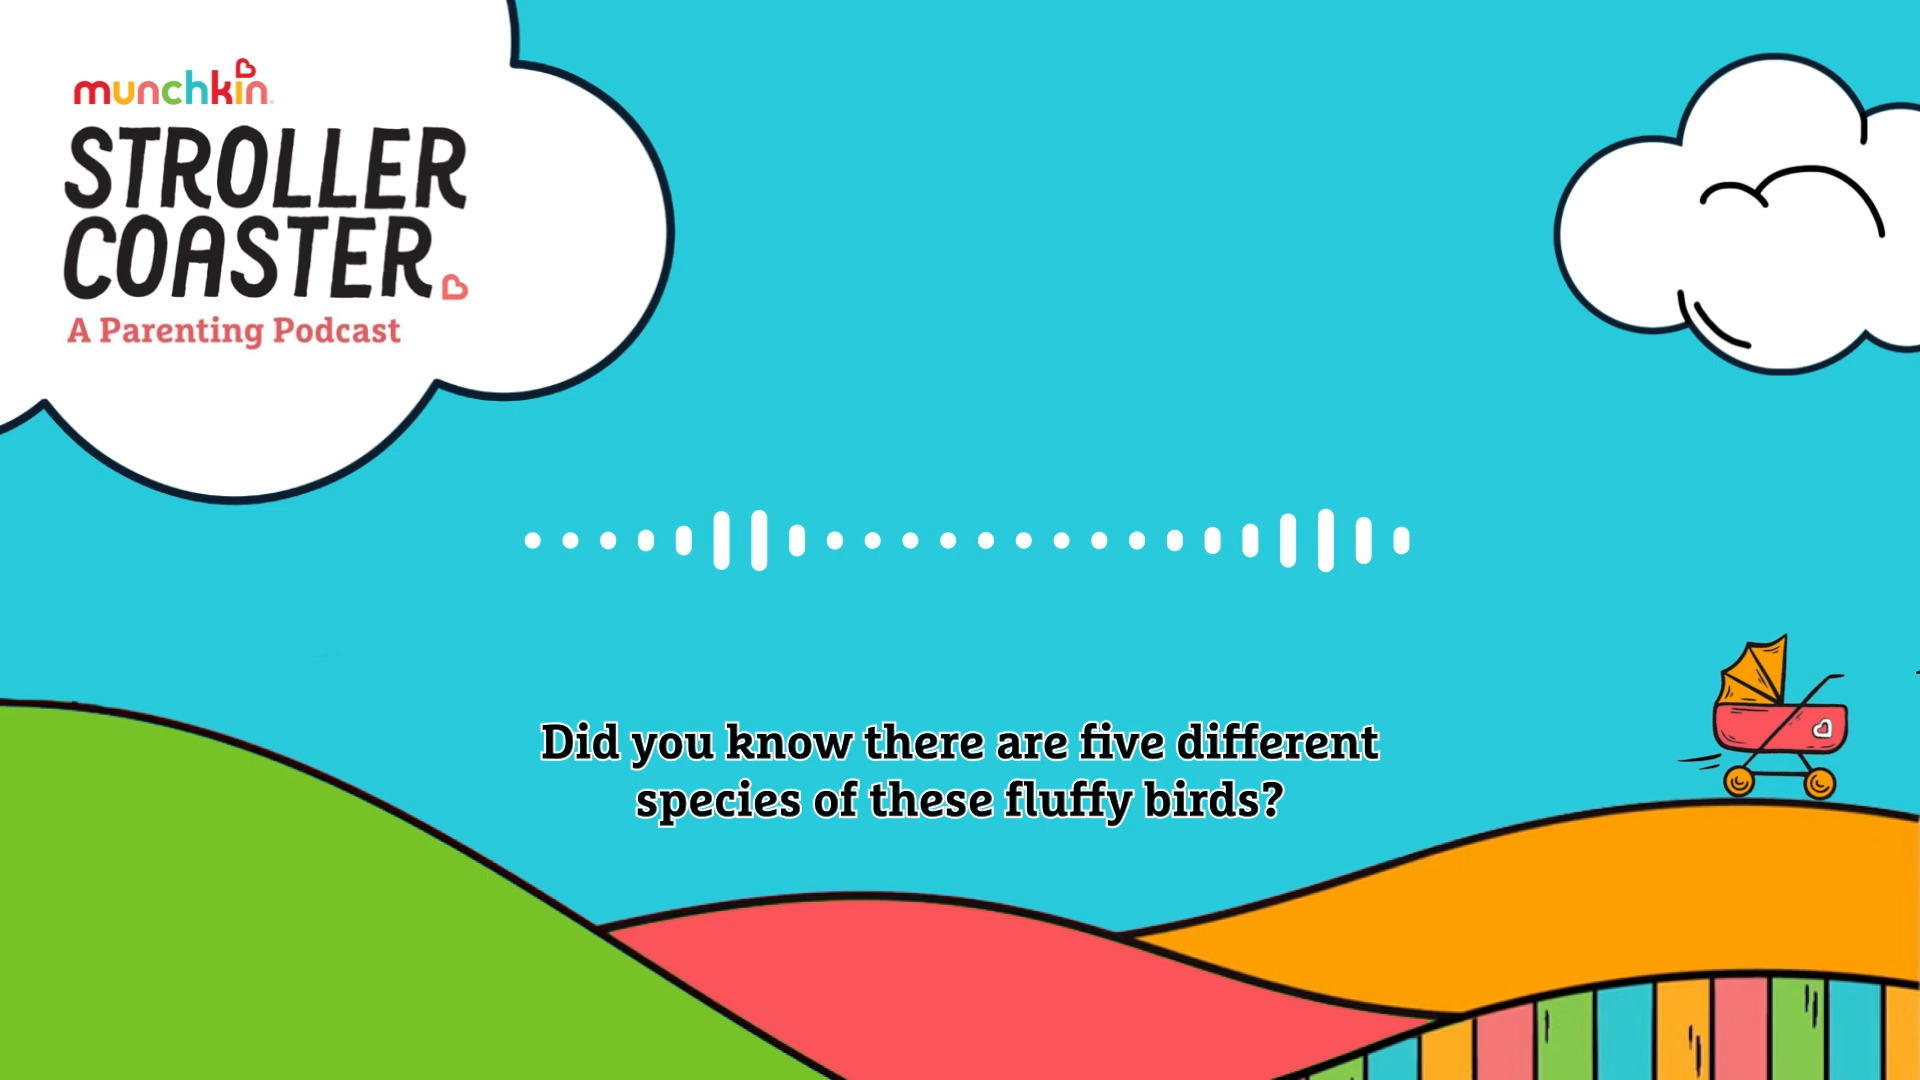 munchkin
STROLLER
COASTER
A Parenting Podcast
Did you know there are five different
species of these fluffy birds?